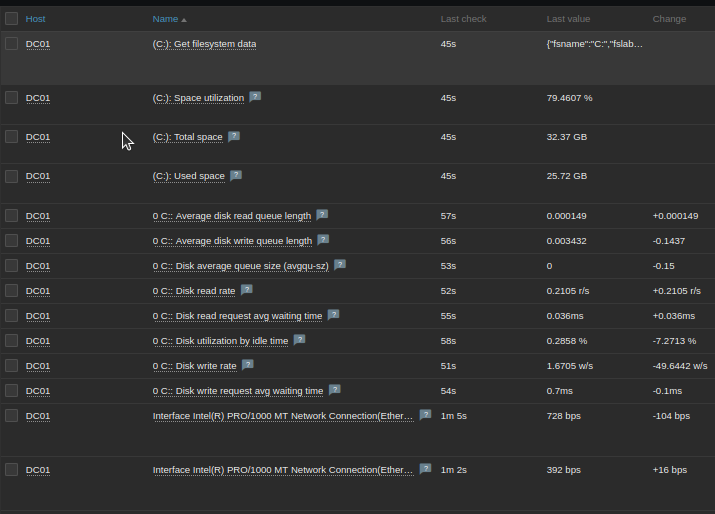 Host Name Last check Last value Change
DC01 (C:): Get filesystem data 45s {"fsname":"C:","fslab...
DC01 (C:): Space utilization ? 45s 79.4607 %
DC01 (C:): Total space ? 45s 32.37 GB
DC01 (C:): Used space ? 45s 25.72 GB
DC01 0 C:: Average disk read queue length ? 57s 0.000149 +0.000149
DC01 0 C:: Average disk write queue length ? 56s 0.003432 -0.1437
DC01 0 C:: Disk average queue size (avgqu-sz) ? 53s 0 -0.15
DC01 0 C:: Disk read rate ? 52s 0.2105 r/s +0.2105 r/s
DC01 0 C:: Disk read request avg waiting time ? 55s 0.036ms +0.036ms
DC01 0 C:: Disk utilization by idle time ? 58s 0.2858 % -7.2713 %
DC01 0 C:: Disk write rate ? 51s 1.6705 w/s -49.6442 w/s
DC01 0 C:: Disk write request avg waiting time ? 54s 0.7ms -0.1ms
DC01 Interface Intel(R) PRO/1000 MT Network Connection(Ether... ? 1m 5s 728 bps -104 bps
DC01 Interface Intel(R) PRO/1000 MT Network Connection(Ether... ? 1m 2s 392 bps +16 bps